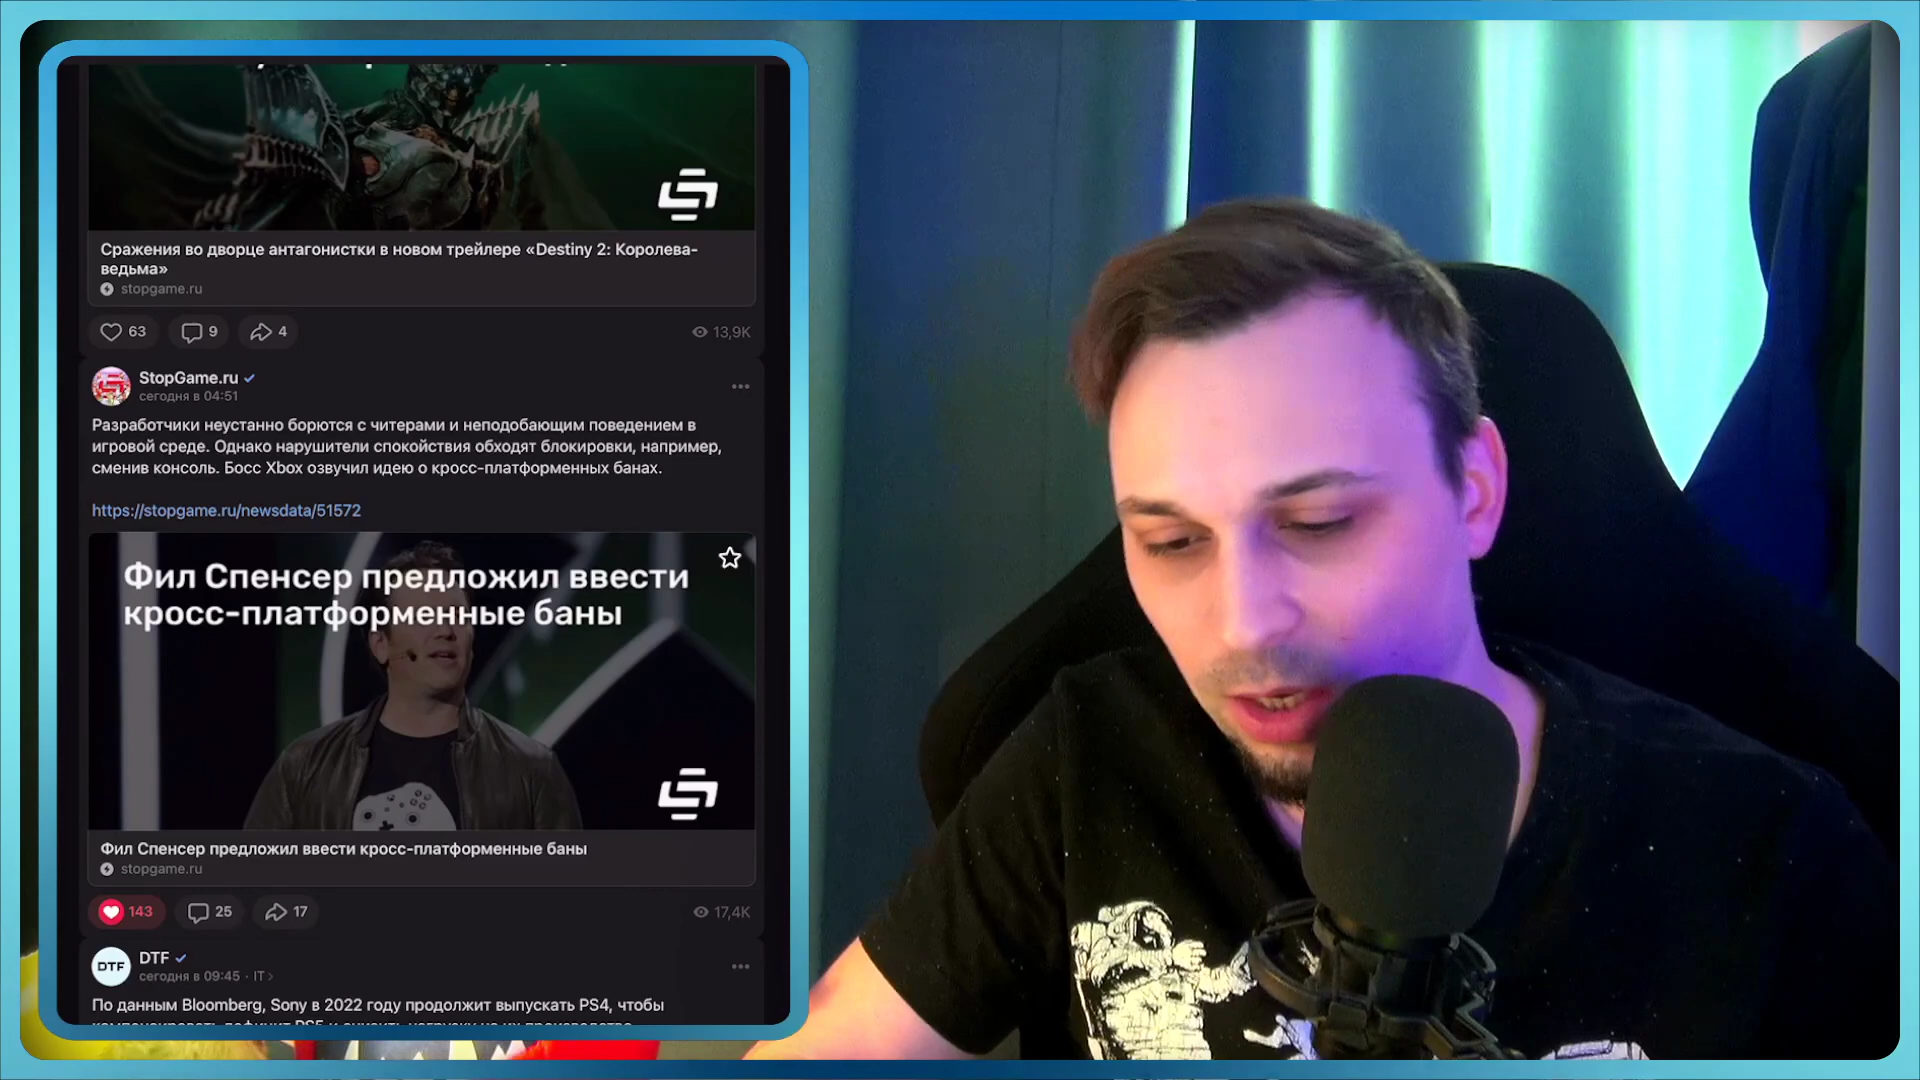 Сражения во дворце антагонистки в новом трейлере «Destiny 2: Королева-
ведьма»
stopgame.ru
63
9
4
13,9K
StopGame.ru
сегодня в 04:51
Разработчики неустанно борются с читерами и неподобающим поведением в
игровой среде. Однако нарушители спокойствия обходят блокировки, например,
сменив консоль. Босс Xbox озвучил идею о кросс-платформенных банах.
https://stopgame.ru/newsdata/51572
Фил Спенсер предложил ввести
кросс-платформенные баны
Фил Спенсер предложил ввести кросс-платформенные баны
stopgame.ru
143
25
17
17,4K
DTF
DTF
сегодня в 09:45 · IT
По данным Bloomberg, Sony в 2022 году продолжит выпускать PS4, чтобы